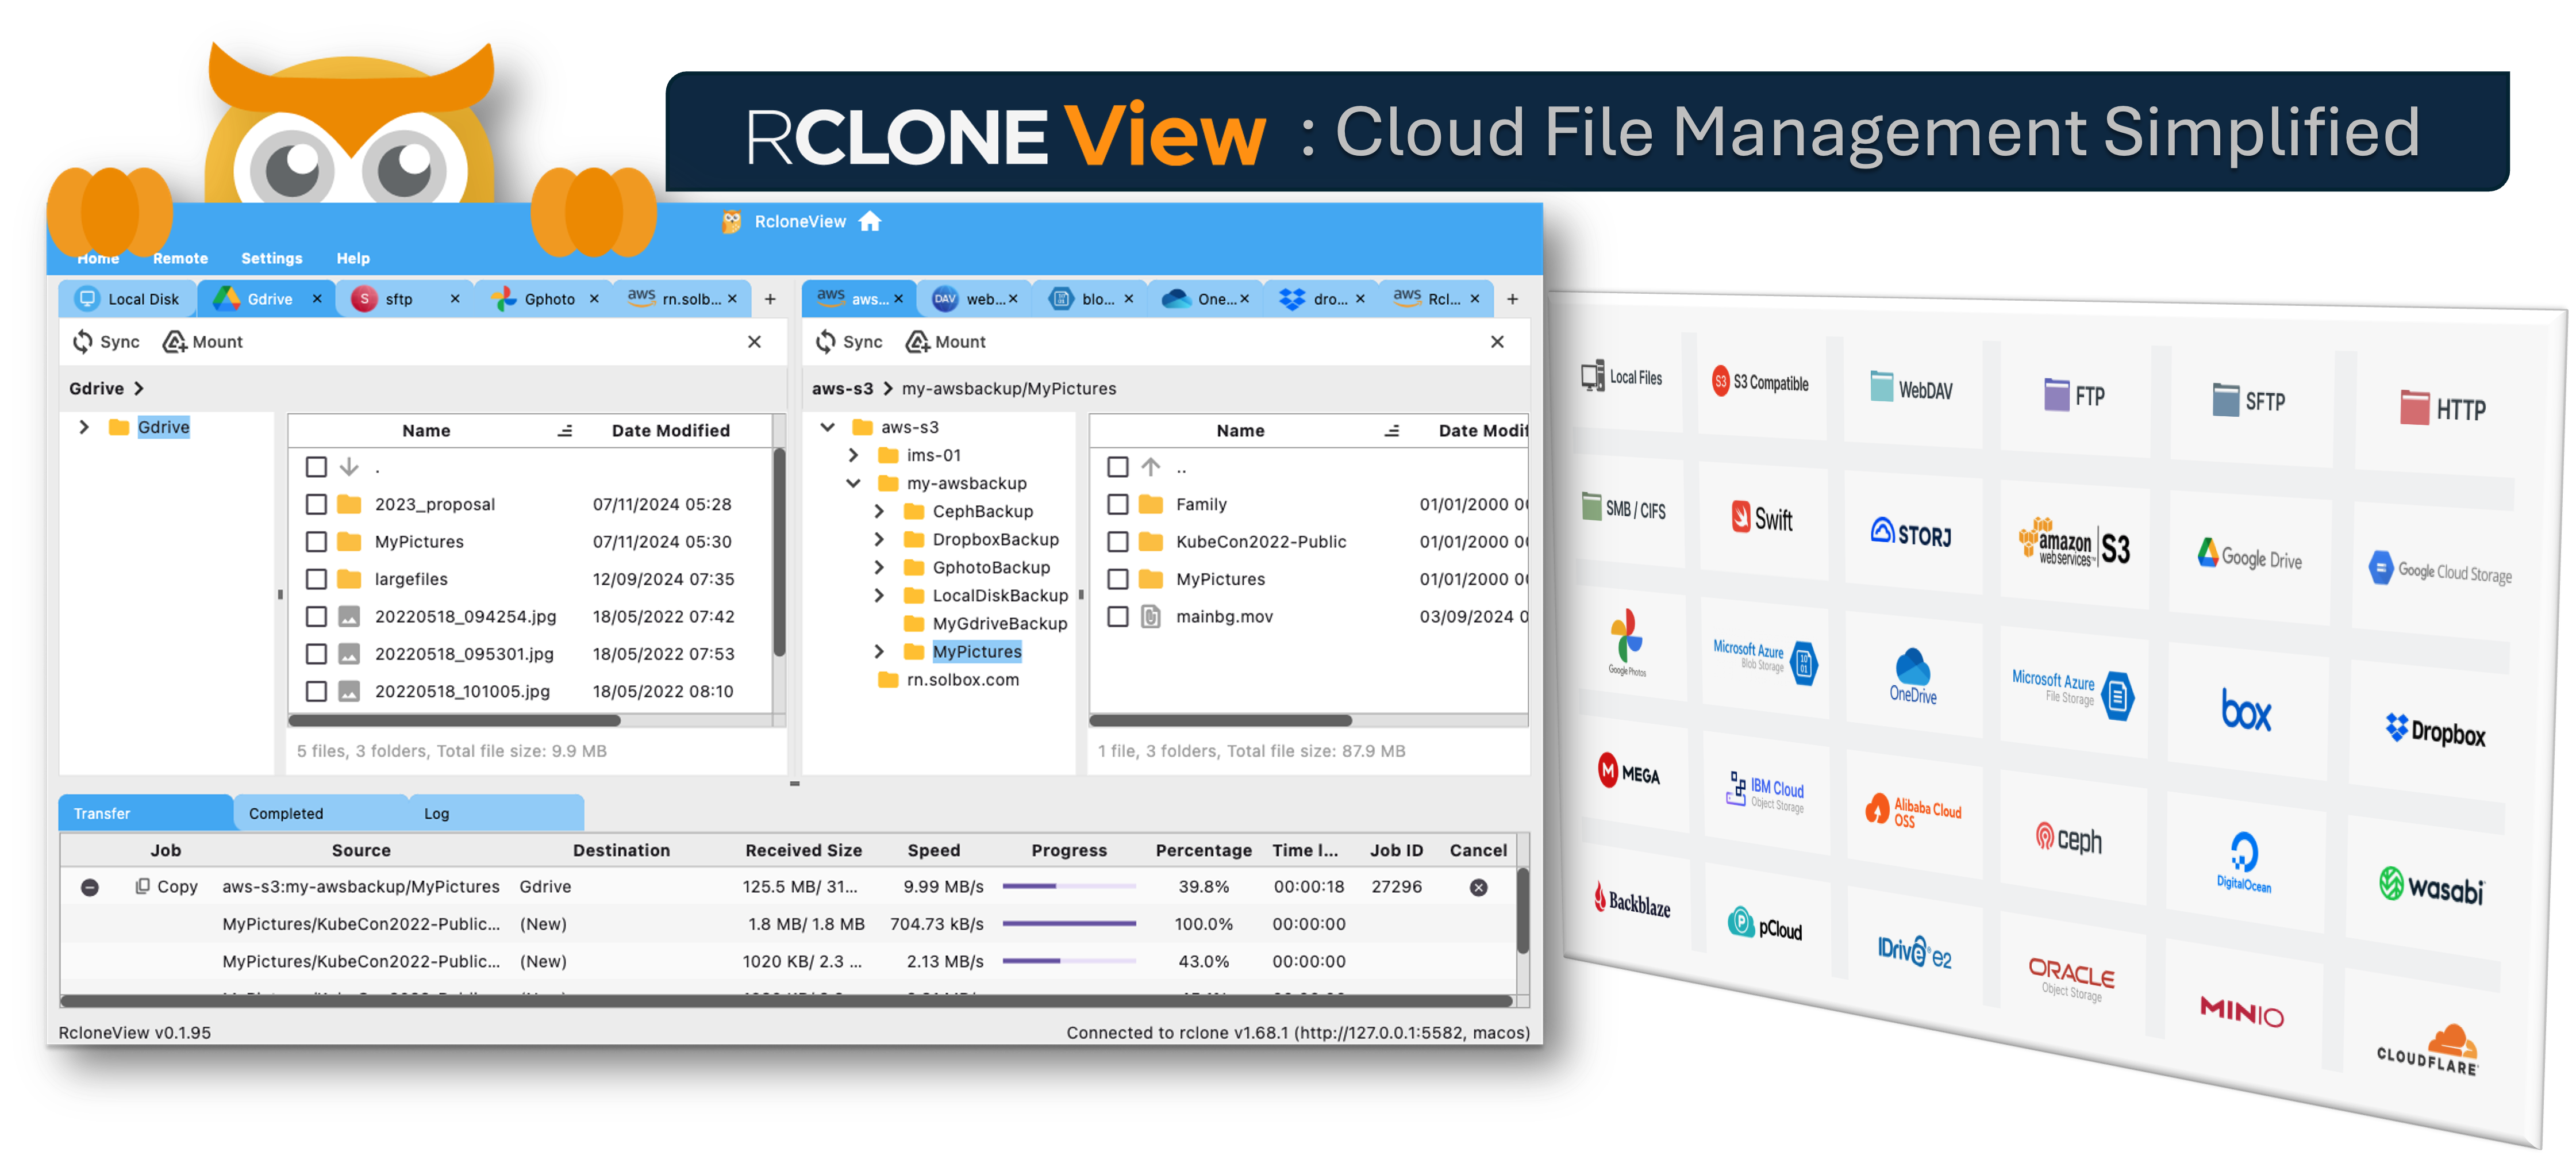 RCLONE View : Cloud File Management Simplified
RcloneView
Home Remote Settings Help
Local Disk Gdrive × sftp × Gphoto × aws rn.solb... × +
aws aws... × DAV web... × blo... × One... × dro... × aws Rcl... × +
Sync Mount ×
Sync Mount ×
Gdrive >
aws-s3 > my-awsbackup/MyPictures
Gdrive
Name Date Modified
.
2023_proposal 07/11/2024 05:28
MyPictures 07/11/2024 05:30
largefiles 12/09/2024 07:35
20220518_094254.jpg 18/05/2022 07:42
20220518_095301.jpg 18/05/2022 07:53
20220518_101005.jpg 18/05/2022 08:10
5 files, 3 folders, Total file size: 9.9 MB
aws-s3
ims-01
my-awsbackup
CephBackup
DropboxBackup
GphotoBackup
LocalDiskBackup
MyGdriveBackup
MyPictures
rn.solbox.com
Name Date
..
Family 01/01/2000
KubeCon2022-Public 01/01/2000
MyPictures 01/01/2000
mainbg.mov 03/09/2024
1 file, 3 folders, Total file size: 87.9 MB
Transfer Completed Log
Job Source Destination Received Size Speed Progress Percentage Time l... Job ID Cancel
Copy aws-s3:my-awsbackup/MyPictures Gdrive 125.5 MB/ 31... 9.99 MB/s 39.8% 00:00:18 27296
MyPictures/KubeCon2022-Public... (New) 1.8 MB/ 1.8 MB 704.73 kB/s 100.0% 00:00:00
MyPictures/KubeCon2022-Public... (New) 1020 KB/ 2.3 ... 2.13 MB/s 43.0% 00:00:00
RcloneView v0.1.95
Connected to rclone v1.68.1 (http://127.0.0.1:5582, macos)
Local Files
S3 S3 Compatible
WebDAV
FTP
SFTP
HTTP
SMB / CIFS
Swift
STORJ
amazon web services™ | S3
Google Drive
Google Cloud Storage
Google Photos
Microsoft Azure
Blob Storage
OneDrive
Microsoft Azure
File Storage
box
Dropbox
M MEGA
IBM Cloud
Object Storage
Alibaba Cloud
OSS
ceph
DigitalOcean
wasabi
Backblaze
pCloud
IDrive® e2
ORACLE
Object Storage
MINIO
CLOUDFLARE